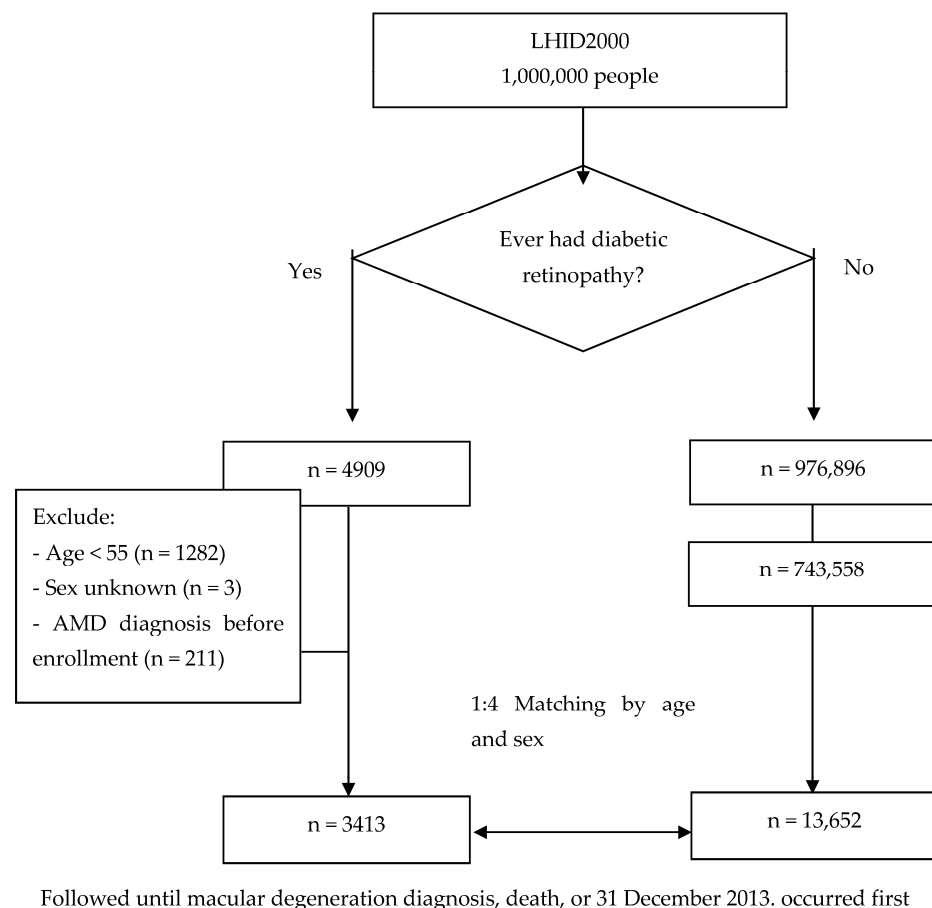 LHID2000
1,000,000 people
Ever had diabetic
retinopathy?
Yes
No
n = 4909
n = 976,896
Exclude:
- Age < 55 (n = 1282)
- Sex unknown (n = 3)
- AMD diagnosis before
enrollment (n = 211)
n = 743,558
1:4 Matching by age
and sex
n = 3413
n = 13,652
Followed until macular degeneration diagnosis, death, or 31 December 2013. occurred first